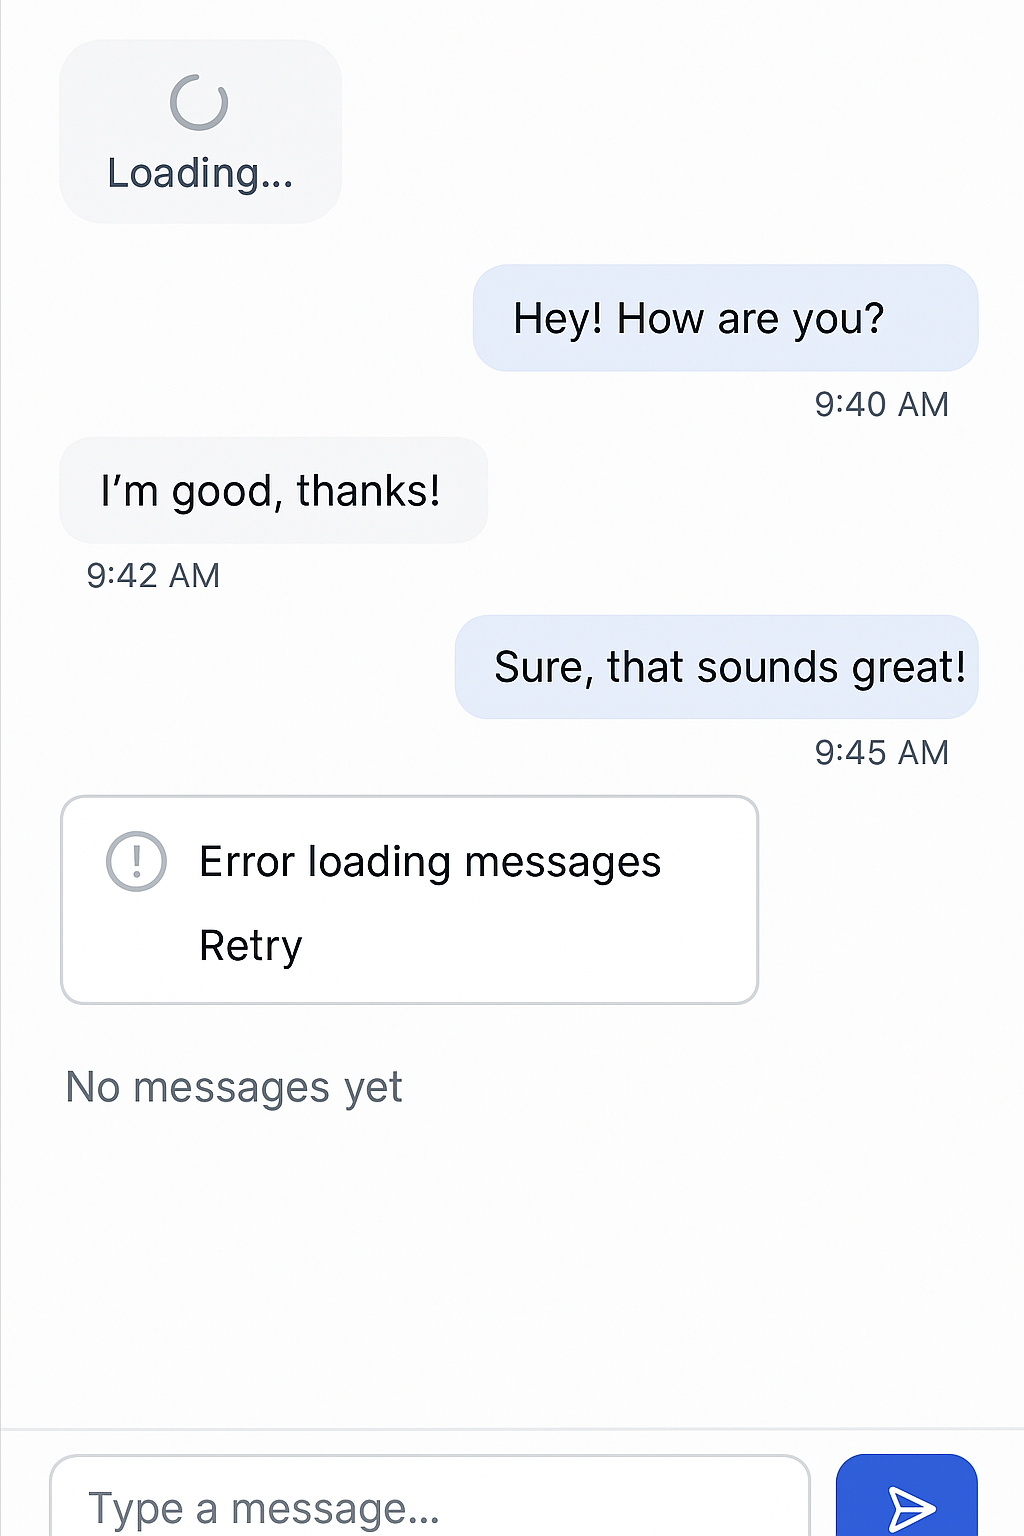 Loading...
Hey! How are you?
9:40 AM
I’m good, thanks!
9:42 AM
Sure, that sounds great!
9:45 AM
Error loading messages
Retry
No messages yet
Type a message...